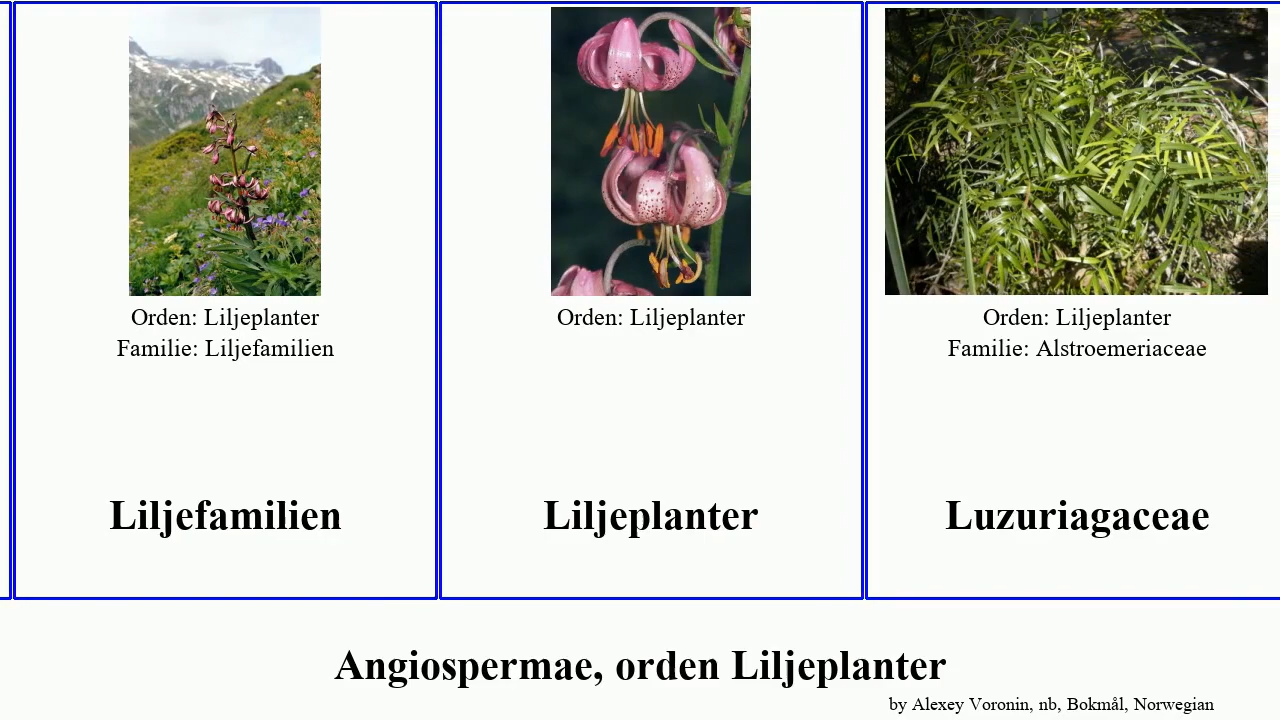 Orden: Liljeplanter
Familie: Liljefamilien
Liljefamilien
Orden: Liljeplanter
Liljeplanter
Orden: Liljeplanter
Familie: Alstroemeriaceae
Luzuriagaceae
Angiospermae, orden Liljeplanter
by Alexey Voronin, nb, Bokmål, Norwegian